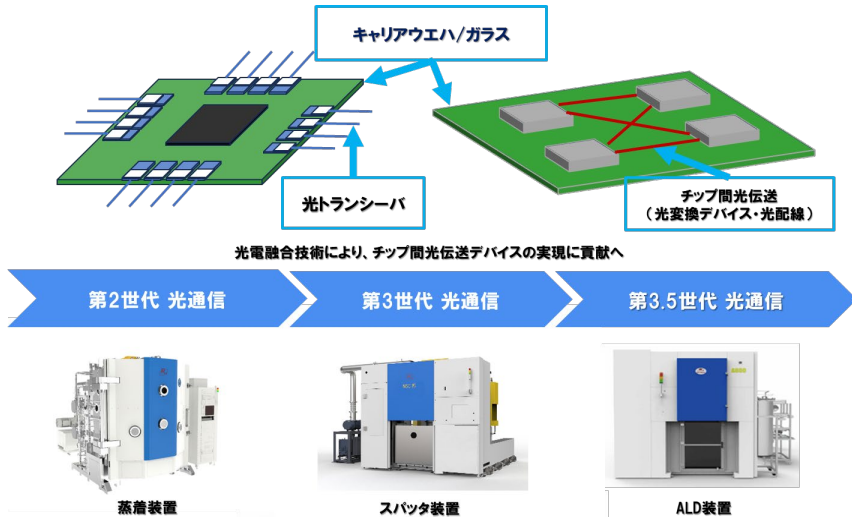 キャリアウエハ/ガラス
光トランシーバ
チップ間光伝送
（光変換デバイス・光配線）
光電融合技術により、チップ間光伝送デバイスの実現に貢献へ
第2世代 光通信
第3世代 光通信
第3.5世代 光通信
蒸着装置
スパッタ装置
ALD装置